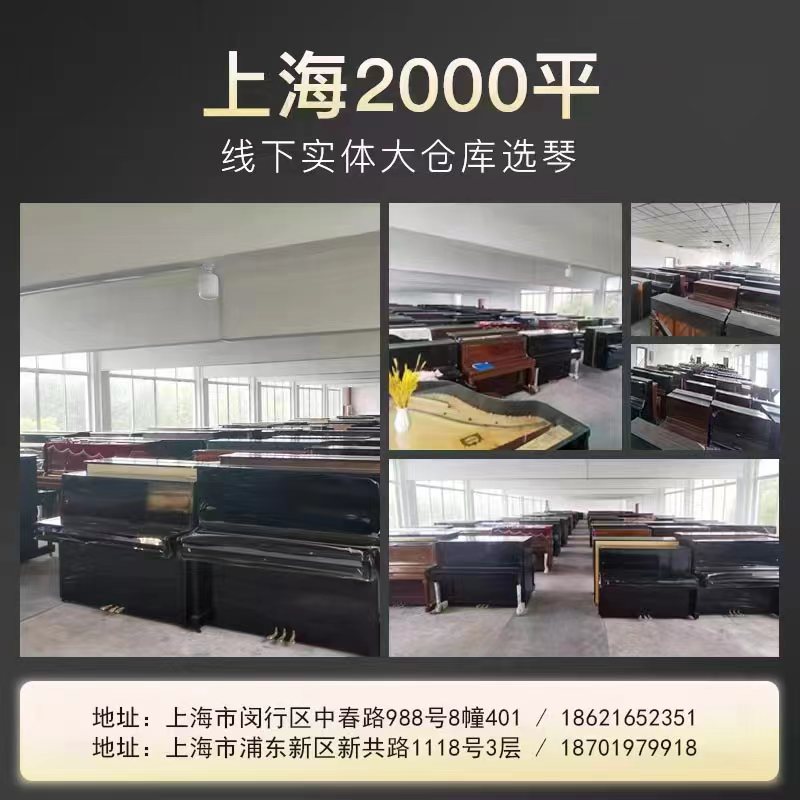 上海2000平
线下实体大仓库选琴
地址：上海市闵行区中春路988号8幢401 / 18621652351
地址：上海市浦东新区新共路1118号3层 / 18701979918